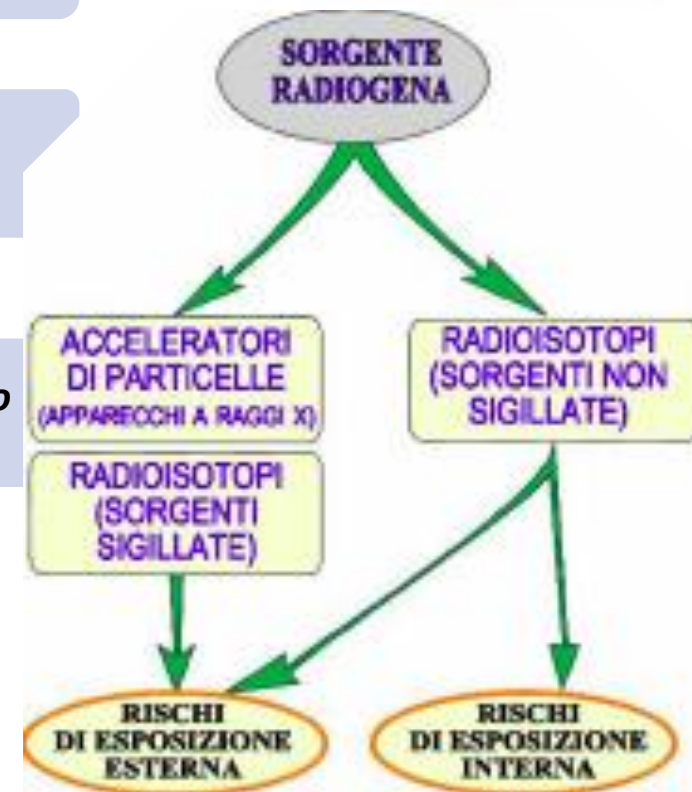 SORGENTE
RADIOGENA
ACCELERATORI
DI PARTICELLE
(APPARECCHI A RAGGI X)
RADIOISOTOPI
(SORGENTI
SIGILLATE)
RADIOISOTOPI
(SORGENTI NON
SIGILLATE)
o
RISCHI
DI ESPOSIZIONE
ESTERNA
RISCHI
DI ESPOSIZIONE
INTERNA